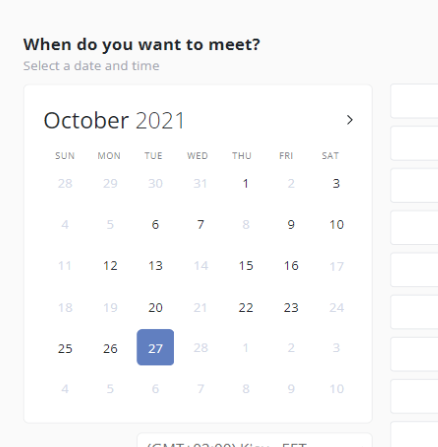 When do you want to meet?
Select a date and time
October 2021
SUN MON TUE WED THU FRI SAT
28 29 30 31 1 2 3
4 5 6 7 8 9 10
11 12 13 14 15 16 17
18 19 20 21 22 23 24
25 26 27 28 1 2 3
4 5 6 7 8 9 10